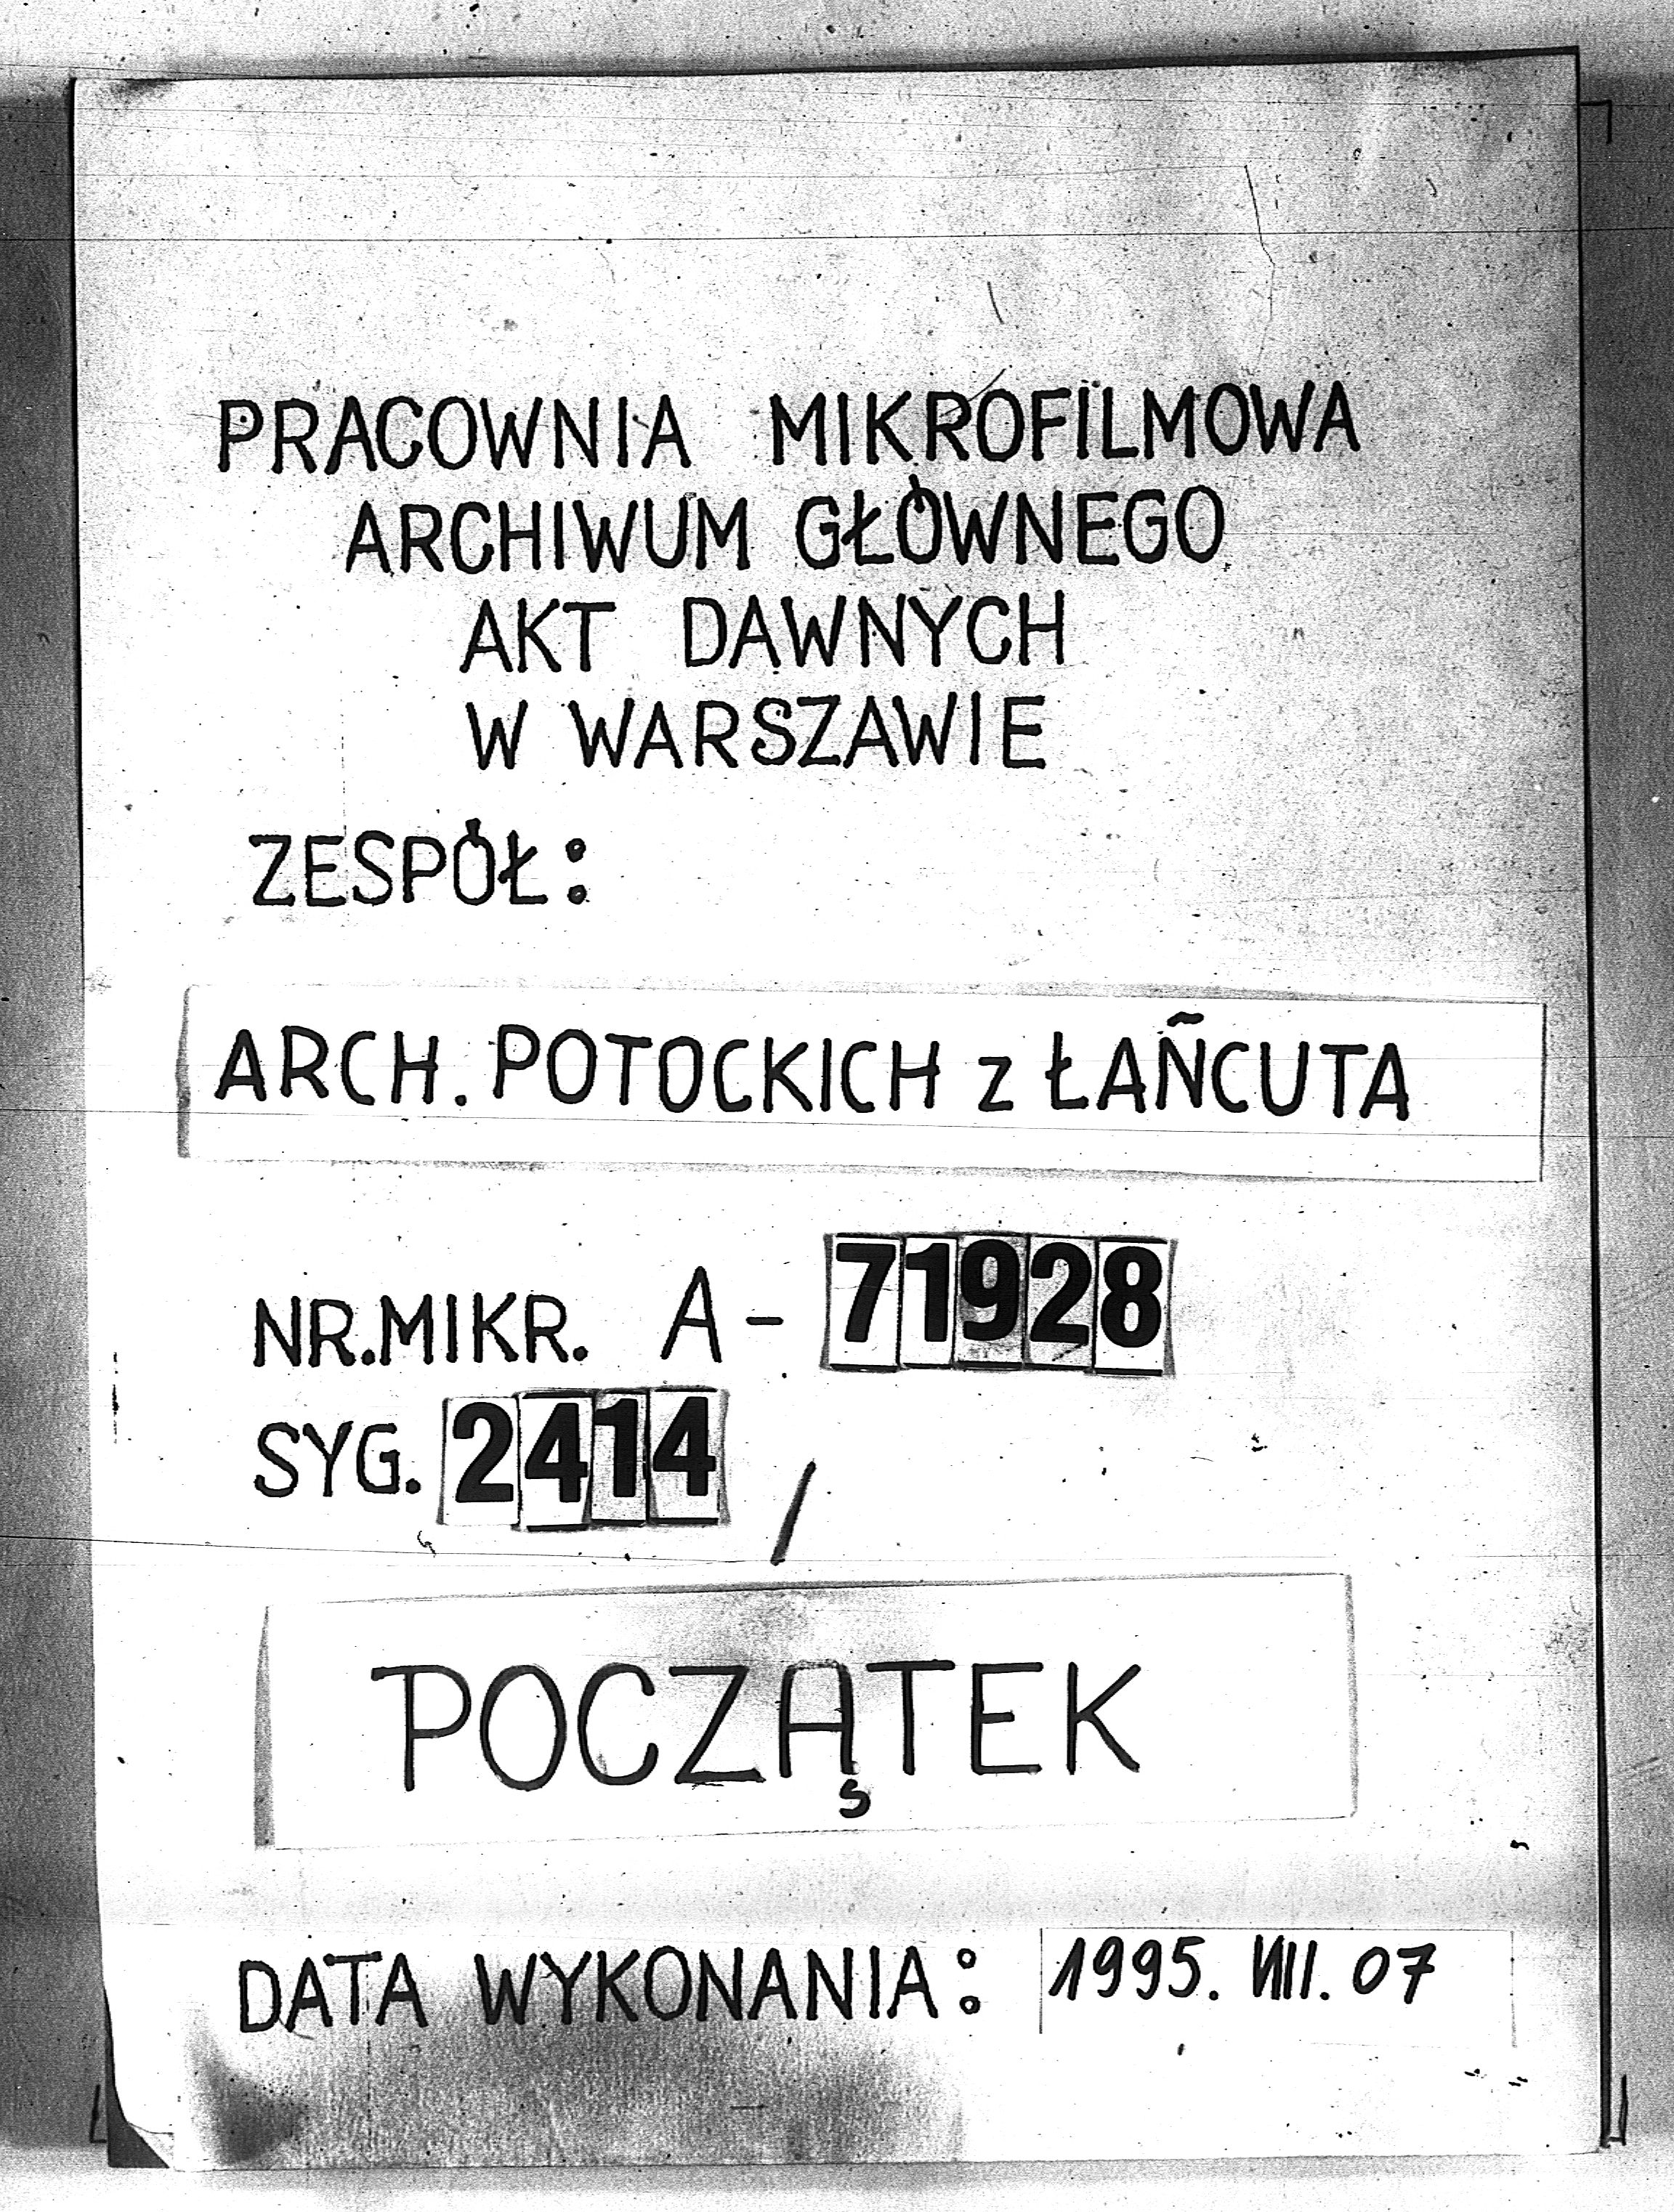 PRACOWNIA MIKROFILMOWA
ARCHIWUM GŁÓWNEGO
AKT DAWNYCH
W WARSZAWIE
ZESPÓŁ:
ARCH. POTOCKICH z ŁAŃCUTA
NR.MIKR. A- 71928
SYG. 2414 /
POCZĄTEK
DATA WYKONANIA: 1995. VIII. 07